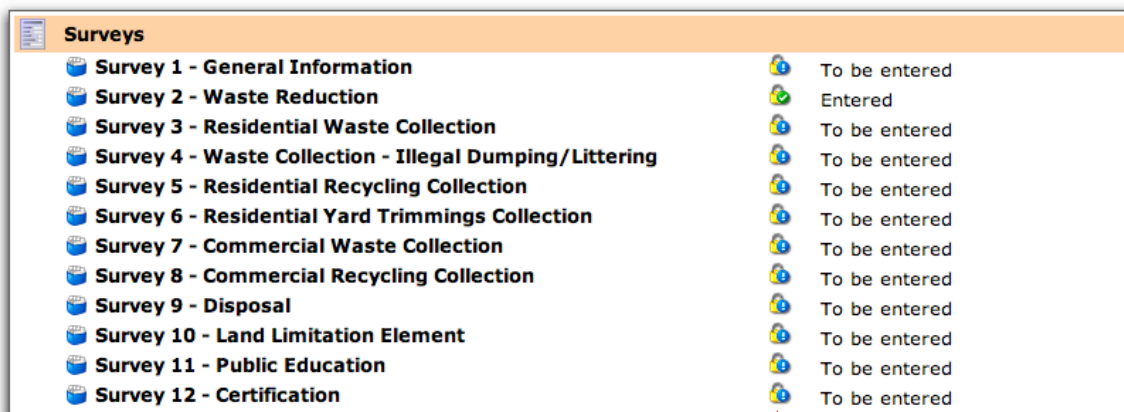 Surveys
Survey 1 - General Information To be entered
Survey 2 - Waste Reduction Entered
Survey 3 - Residential Waste Collection To be entered
Survey 4 - Waste Collection - Illegal Dumping/Littering To be entered
Survey 5 - Residential Recycling Collection To be entered
Survey 6 - Residential Yard Trimmings Collection To be entered
Survey 7 - Commercial Waste Collection To be entered
Survey 8 - Commercial Recycling Collection To be entered
Survey 9 - Disposal To be entered
Survey 10 - Land Limitation Element To be entered
Survey 11 - Public Education To be entered
Survey 12 - Certification To be entered